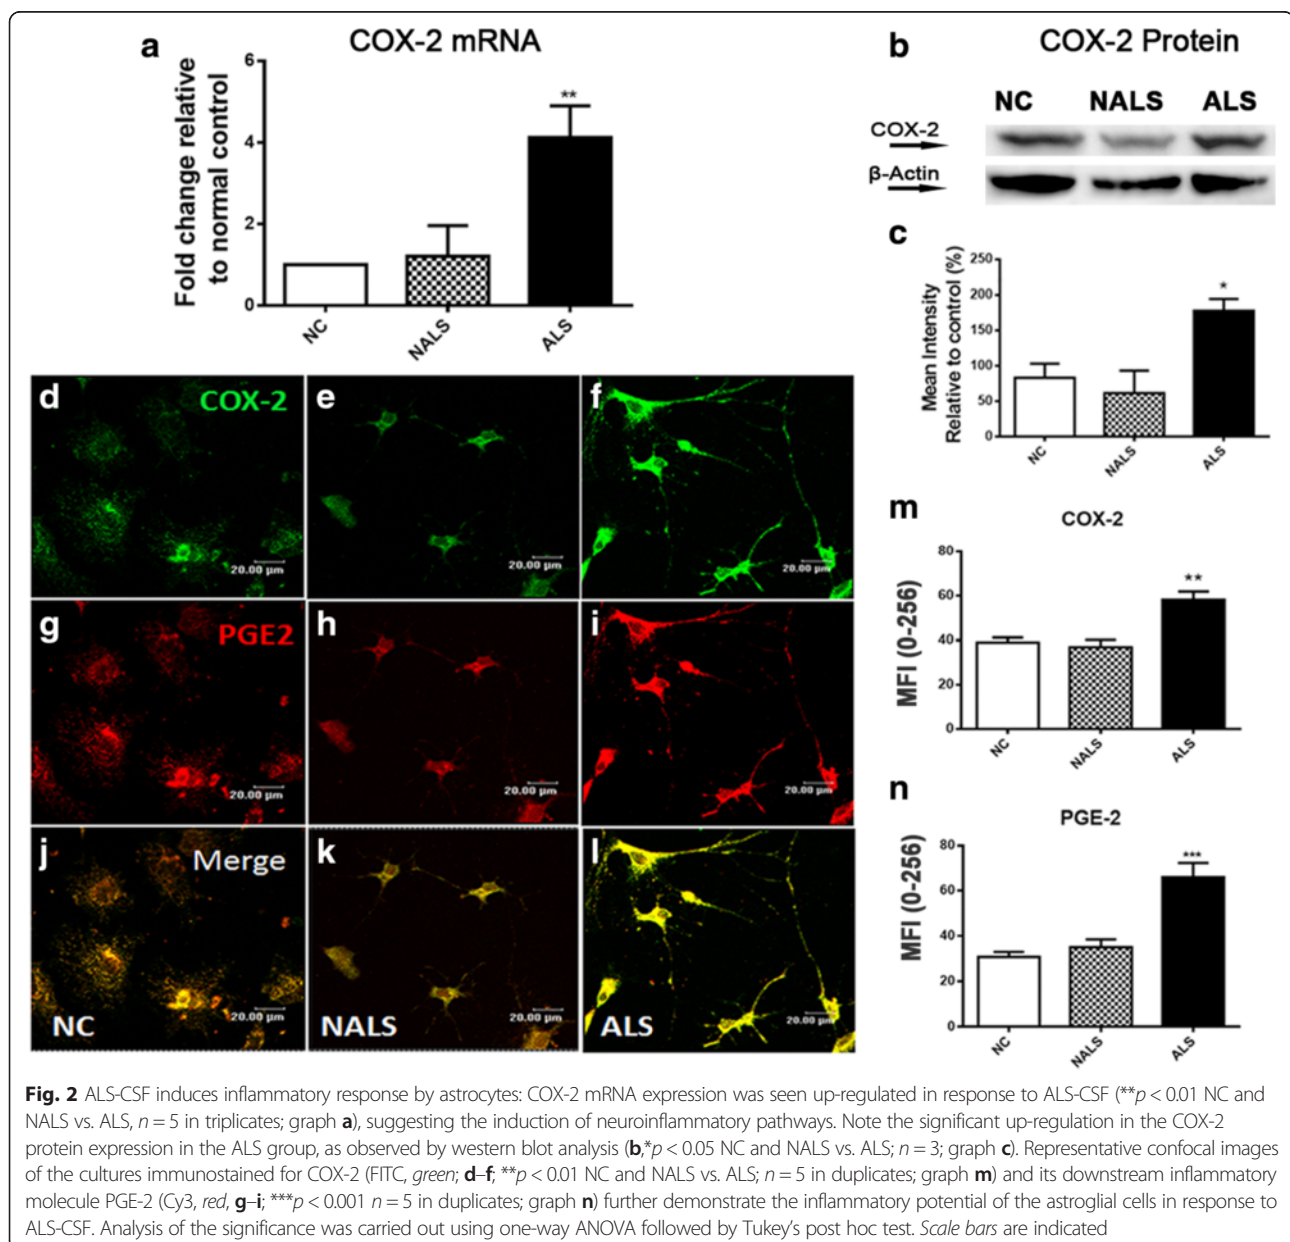 a
COX-2 mRNA
Fold change relative
to normal control
6
4
2
0
**
NC
NALS
ALS
b
COX-2 Protein
NC NALS ALS
COX-2
β-Actin
c
Mean Intensity
Relative to control (%)
250
200
150
100
50
0
*
NC
NALS
ALS
d
COX-2
20.00 µm
e
20.00 µm
f
20.00 µm
g
PGE2
20.00 µm
h
20.00 µm
i
20.00 µm
j
Merge
20.00 µm
NC
k
20.00 µm
NALS
l
20.00 µm
ALS
m
COX-2
MFI (0-256)
80
60
40
20
0
**
NC
NALS
ALS
n
PGE-2
MFI (0-256)
80
60
40
20
0
***
NC
NALS
ALS
Fig. 2 ALS-CSF induces inflammatory response by astrocytes: COX-2 mRNA expression was seen up-regulated in response to ALS-CSF (**p < 0.01 NC and
NALS vs. ALS, n = 5 in triplicates; graph a), suggesting the induction of neuroinflammatory pathways. Note the significant up-regulation in the COX-2
protein expression in the ALS group, as observed by western blot analysis (b,*p < 0.05 NC and NALS vs. ALS; n = 3; graph c). Representative confocal images
of the cultures immunostained for COX-2 (FITC, green; d–f; **p < 0.01 NC and NALS vs. ALS; n = 5 in duplicates; graph m) and its downstream inflammatory
molecule PGE-2 (Cy3, red, g–i; ***p < 0.001 n = 5 in duplicates; graph n) further demonstrate the inflammatory potential of the astroglial cells in response to
ALS-CSF. Analysis of the significance was carried out using one-way ANOVA followed by Tukey's post hoc test. Scale bars are indicated